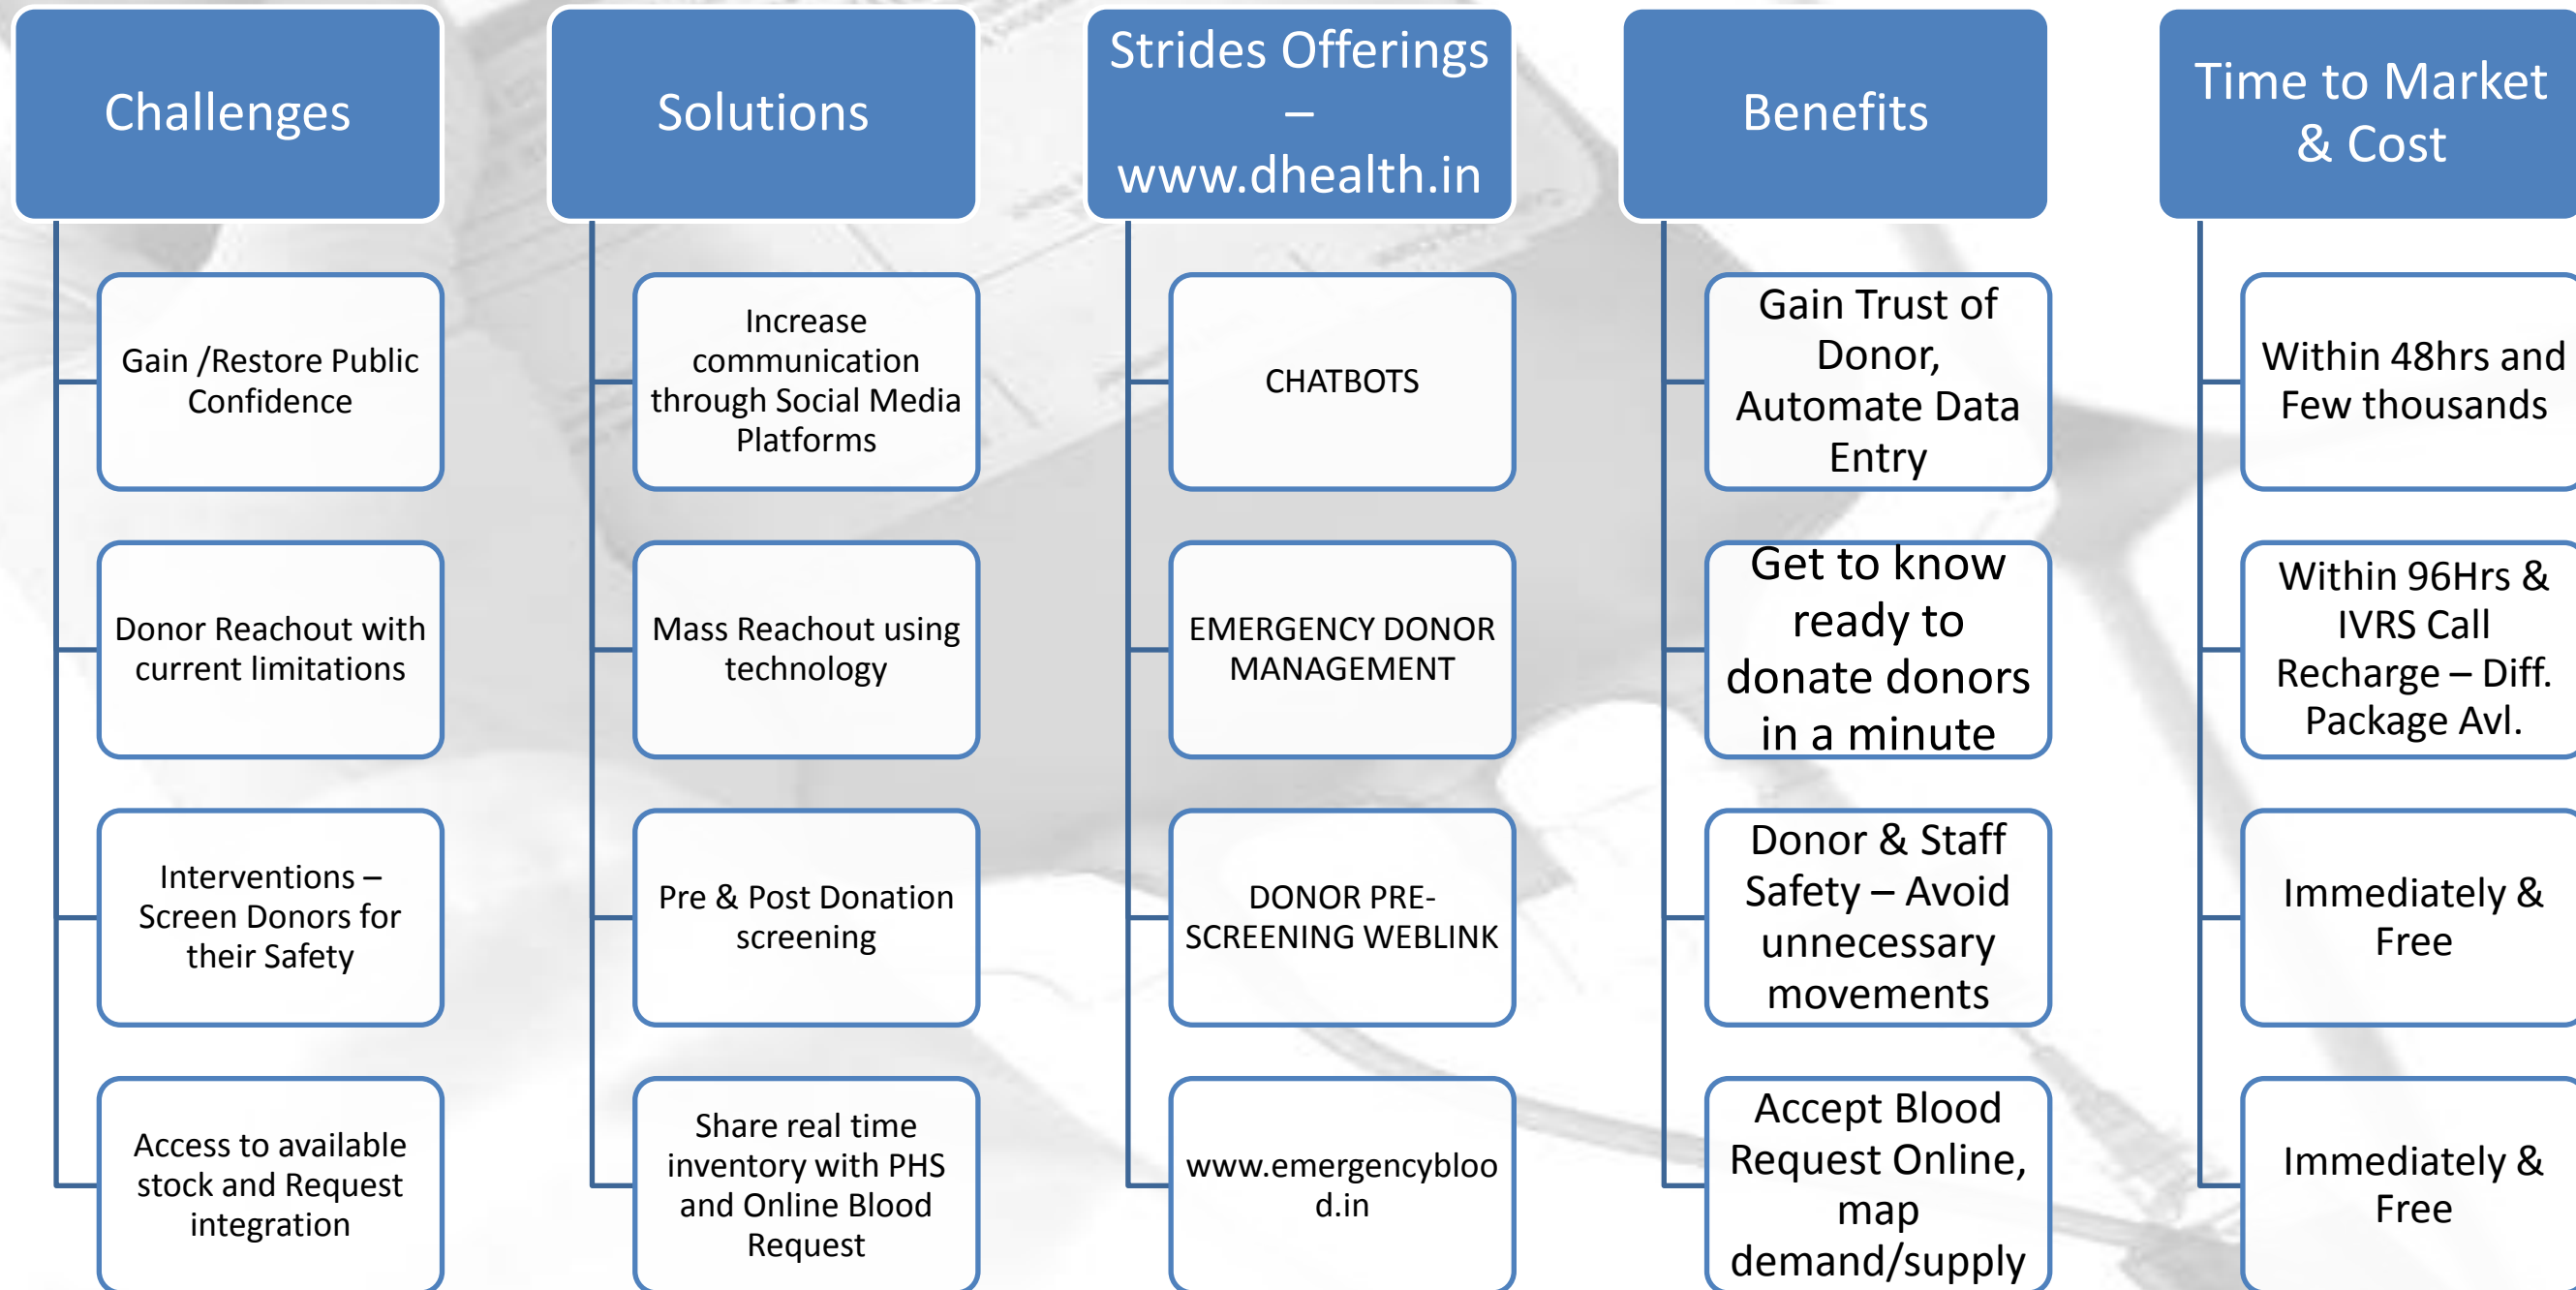 Challenges
Gain /Restore Public
Confidence
Donor Reachout with
current limitations
Interventions –
Screen Donors for
their Safety
Access to available
stock and Request
integration
Solutions
Increase
communication
through Social Media
Platforms
Mass Reachout using
technology
Pre & Post Donation
screening
Share real time
inventory with PHS
and Online Blood
Request
Strides Offerings
–
www.dhealth.in
CHATBOTS
EMERGENCY DONOR
MANAGEMENT
DONOR PRE-
SCREENING WEBLINK
www.emergencybloo
d.in
Benefits
Gain Trust of
Donor,
Automate Data
Entry
Get to know
ready to
donate donors
in a minute
Donor & Staff
Safety – Avoid
unnecessary
movements
Accept Blood
Request Online,
map
demand/supply
Time to Market
& Cost
Within 48hrs and
Few thousands
Within 96Hrs &
IVRS Call
Recharge – Diff.
Package Avl.
Immediately &
Free
Immediately &
Free